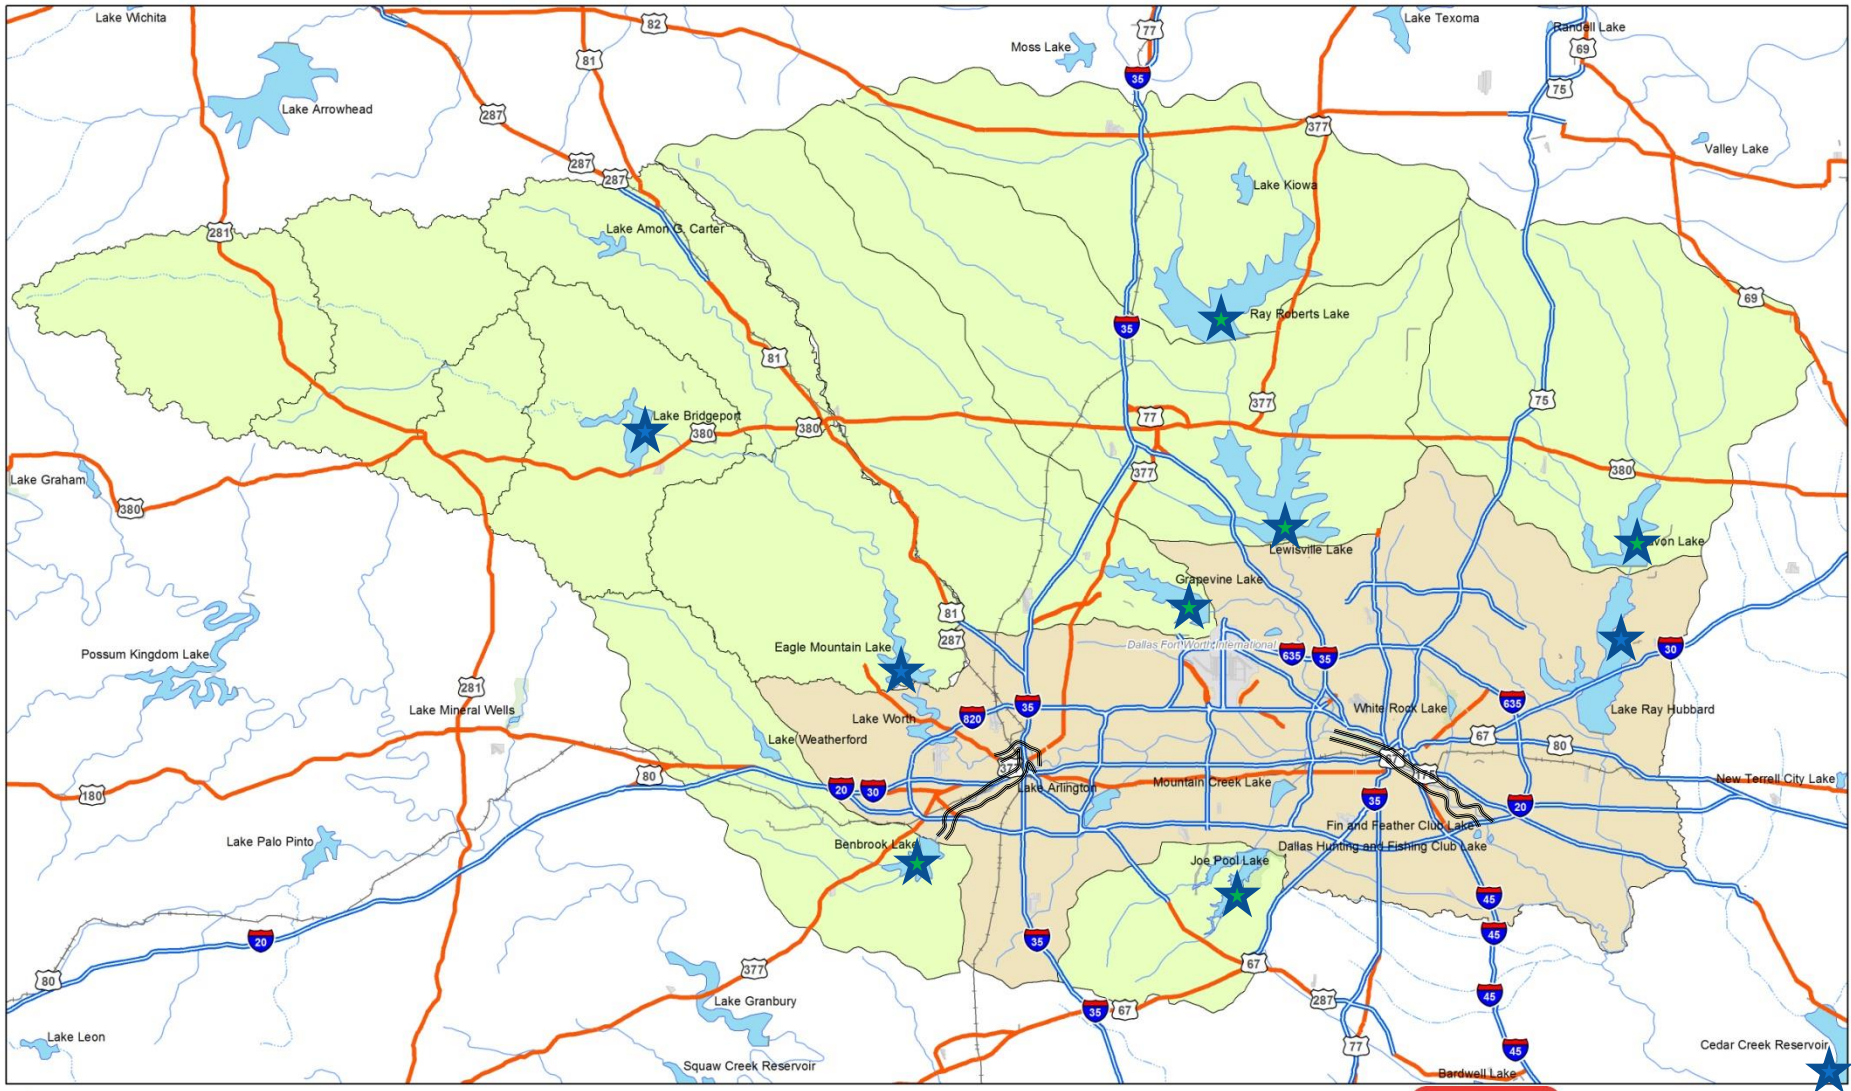 Lake Wichita
82
77
Lake Texoma
Randell Lake
69
Moss Lake
81
35
75
Lake Arrowhead
287
377
Valley Lake
287
287
Lake Kiowa
281
Lake Amon G. Carter
69
Ray Roberts Lake
35
81
75
377
Lake Bridgeport
77
380
380
377
380
Lake Graham
380
Lewisville Lake
von Lake
Grapevine Lake
81
287
Dallas Fort Worth International
Eagle Mountain Lake
635
35
30
Possum Kingdom Lake
281
Lake Mineral Wells
820
35
635
White Rock Lake
Lake Ray Hubbard
Lake Worth
Lake Weatherford
67
80
80
180
20
30
Lake Arlington
Mountain Creek Lake
New Terrell City Lake
35
20
Fin and Feather Club Lake
Lake Palo Pinto
Benbrook Lake
Dallas Hunting and Fishing Club Lake
Joe Pool Lake
45
20
35
45
80
377
67
Lake Granbury
287
45
35
67
Lake Leon
77
45
Cedar Creek Reservoir
Squaw Creek Reservoir
Bardwell Lake